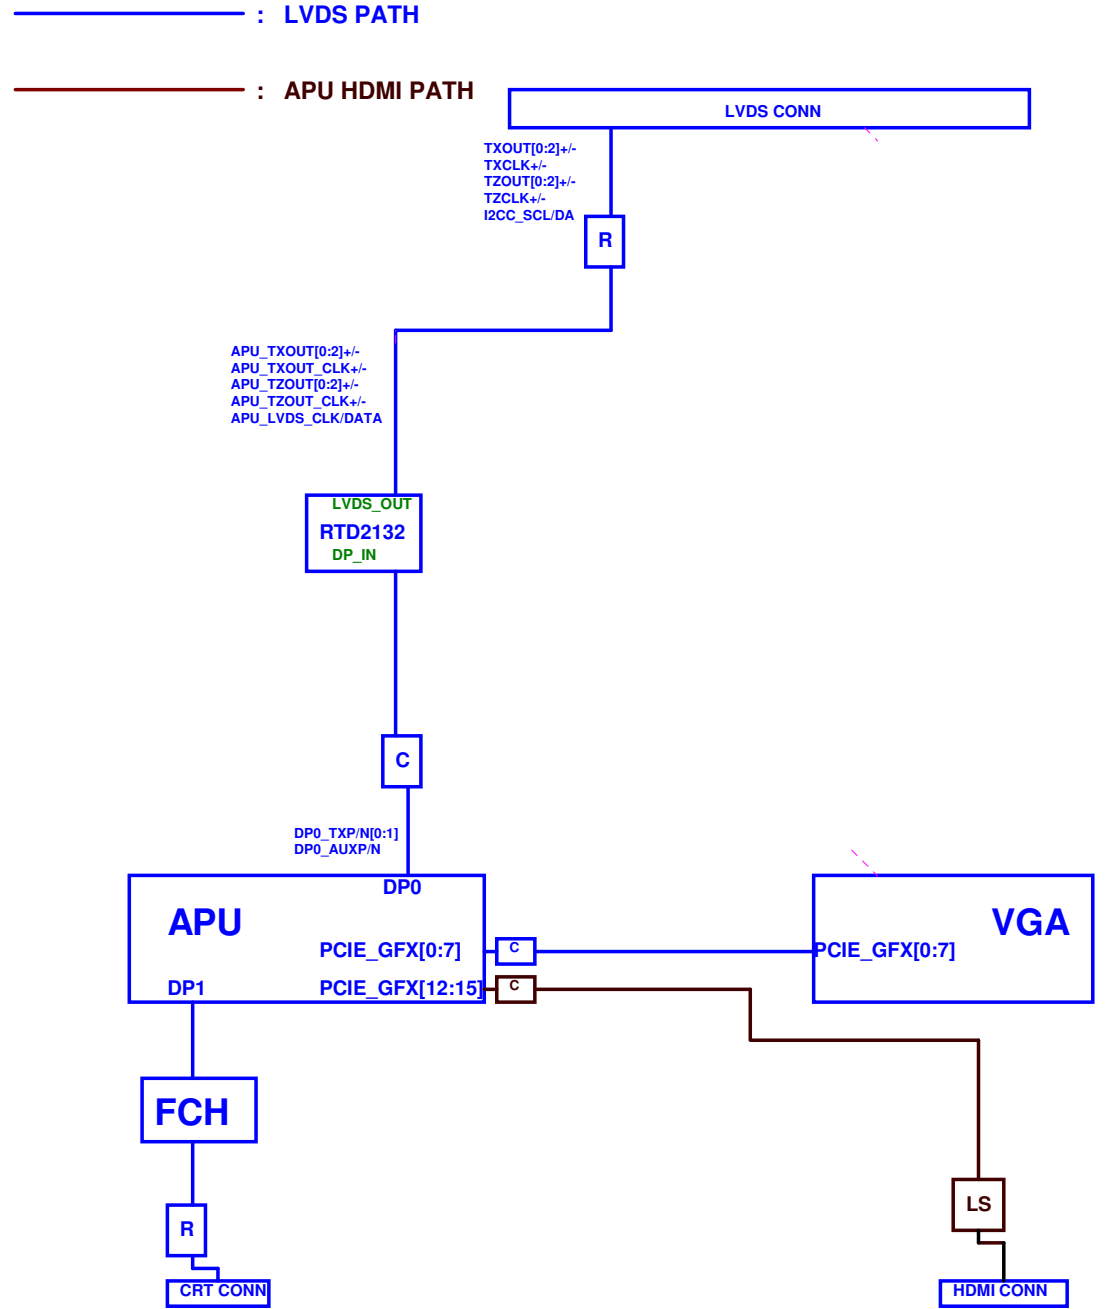 : LVDS PATH
: APU HDMI PATH
LVDS CONN
TXOUT[0:2]+/-
TXCLK+/-
TZOUT[0:2]+/-
TZCLK+/-
I2CC_SCL/DA
R
APU_TXOUT[0:2]+/-
APU_TXOUT_CLK+/-
APU_TZOUT[0:2]+/-
APU_TZOUT_CLK+/-
APU_LVDS_CLK/DATA
LVDS_OUT
RTD2132
DP_IN
C
DP0_TXP/N[0:1]
DP0_AUXP/N
DP0
APU
VGA
PCIE_GFX[0:7]
C
PCIE_GFX[0:7]
DP1
PCIE_GFX[12:15]
C
FCH
LS
R
CRT CONN
HDMI CONN